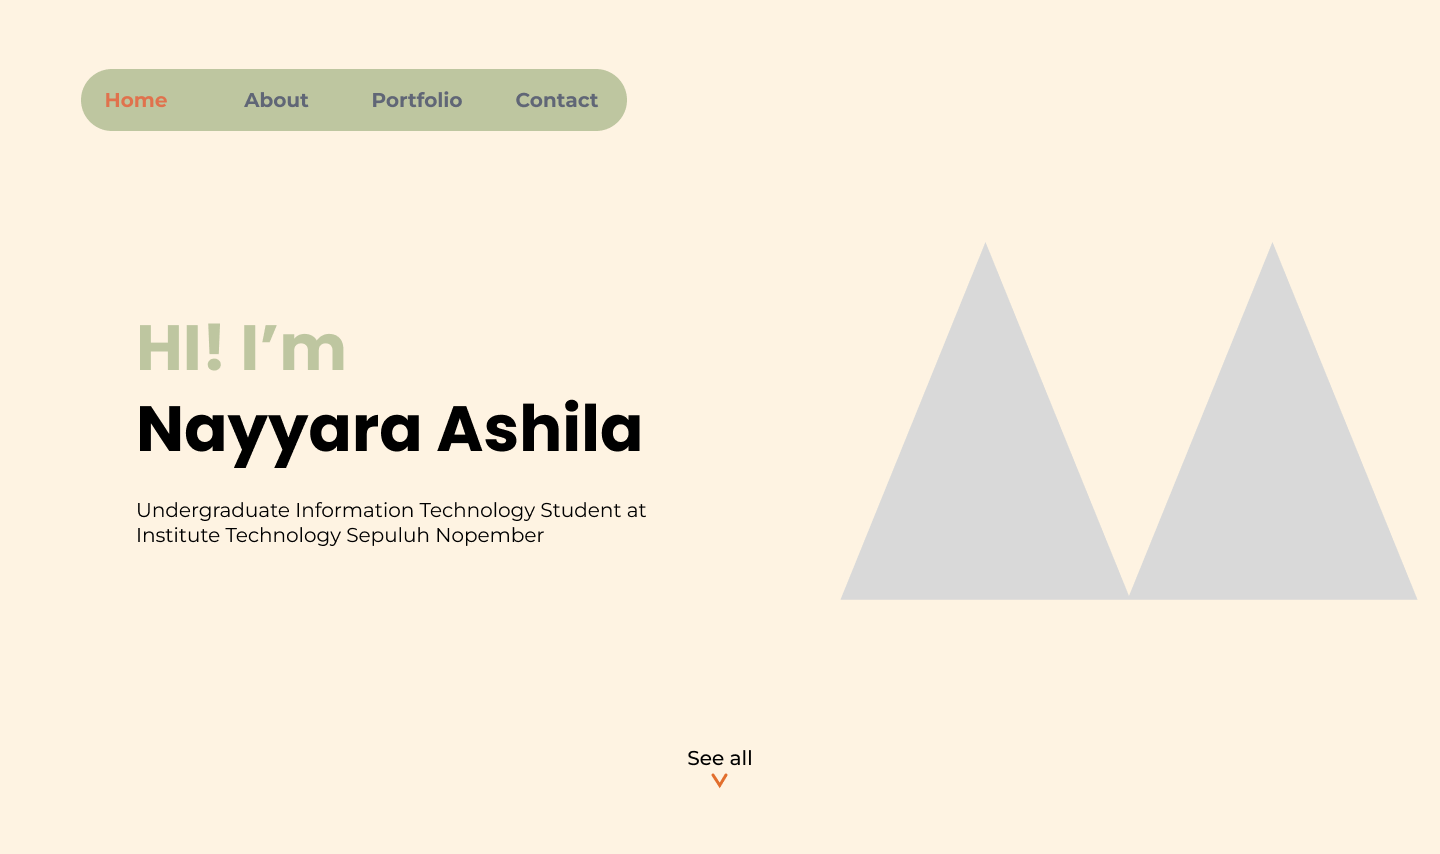 Home About Portfolio Contact
HI! I’m
Nayyara Ashila
Undergraduate Information Technology Student at
Institute Technology Sepuluh Nopember
See all